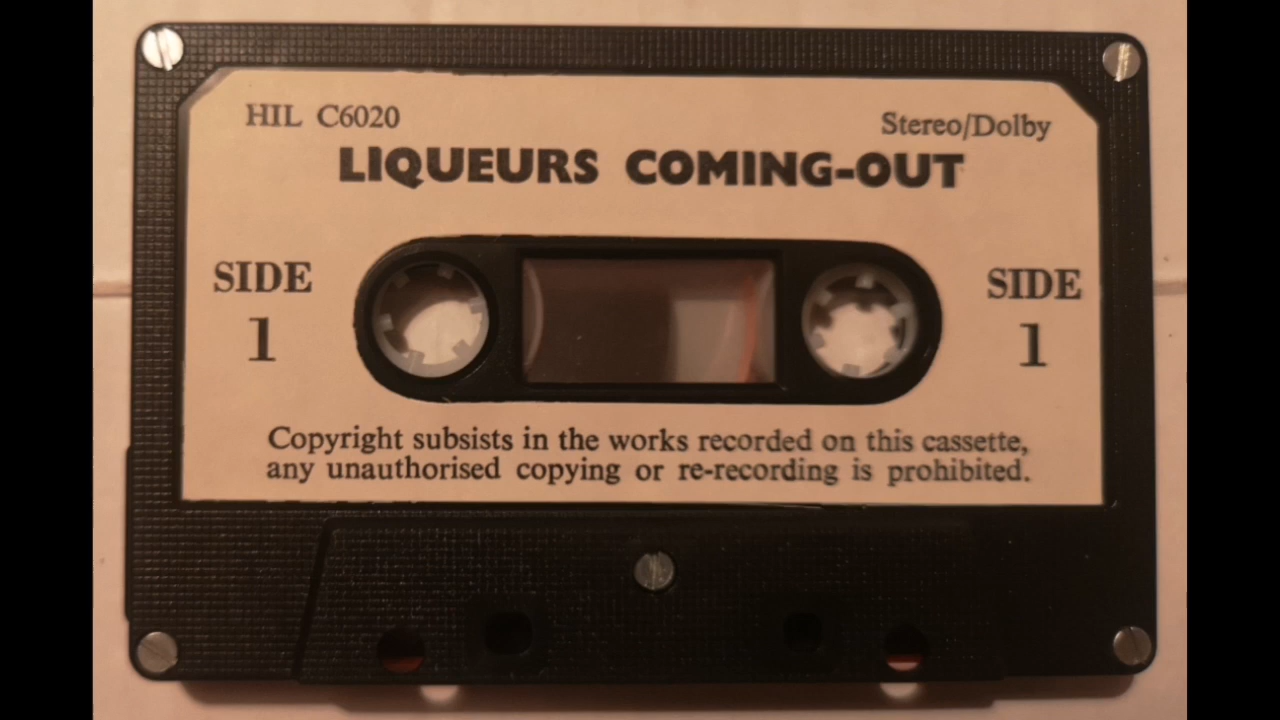 HIL C6020
Stereo/Dolby
LIQUEURS COMING-OUT
SIDE
1
SIDE
1
Copyright subsists in the works recorded on this cassette,
any unauthorised copying or re-recording is prohibited.